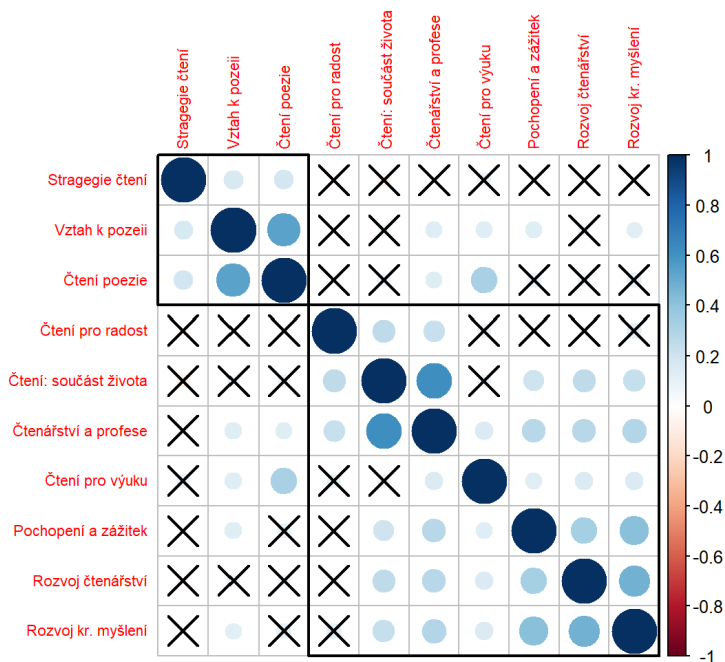 Stragegie čtení
Vztah k pozeii
Čtení poezie
Čtení pro radost
Čtení: součást života
Čtenářství a profese
Čtení pro výuku
Pochopení a zážitek
Rozvoj čtenářství
Rozvoj kr. myšlení
Stragegie čtení
Vztah k pozeii
Čtení poezie
Čtení pro radost
Čtení: součást života
Čtenářství a profese
Čtení pro výuku
Pochopení a zážitek
Rozvoj čtenářství
Rozvoj kr. myšlení
1
0.8
0.6
0.4
0.2
0
-0.2
-0.4
-0.6
-0.8
-1